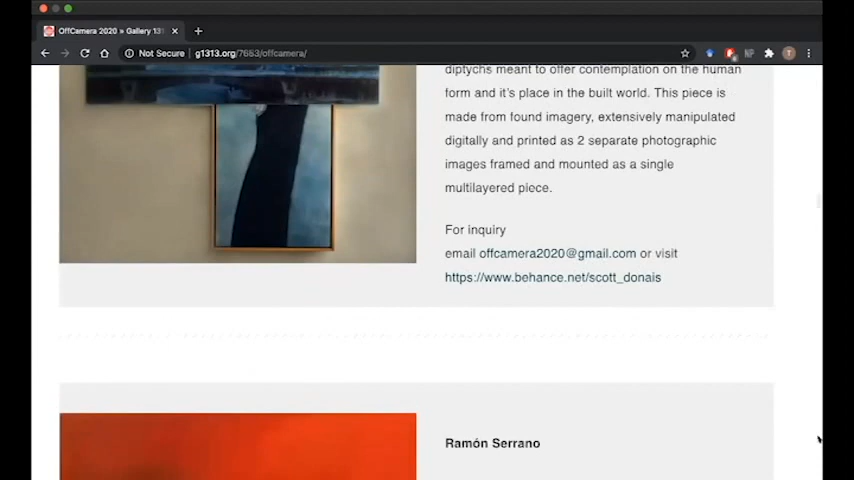 OffCamera 2020 » Gallery 131
Not Secure
g1313.org/7653/offcamera/
NP
T
diptychs meant to offer contemplation on the human
form and it's place in the built world. This piece is
made from found imagery, extensively manipulated
digitally and printed as 2 separate photographic
images framed and mounted as a single
multilayered piece.
For inquiry
email offcamera2020@gmail.com or visit
https://www.behance.net/scott_donais
Ramón Serrano